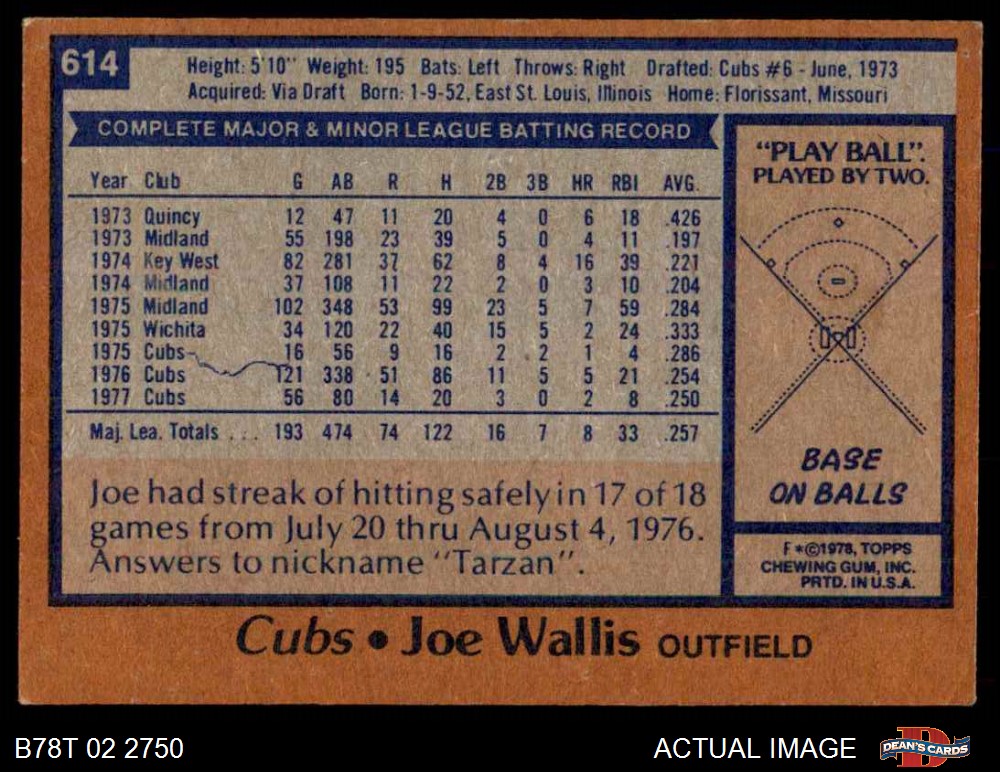 614
Height: 5'10" Weight: 195 Bats: Left Throws: Right Drafted: Cubs #6 - June, 1973
Acquired: Via Draft Born: 1-9-52, East St. Louis, Illinois Home: Florissant, Missouri
COMPLETE MAJOR & MINOR LEAGUE BATTING RECORD
Year Club G AB R H 2B 3B HR RBI AVG.
1973 Quincy 12 47 11 20 4 0 6 18 .426
1973 Midland 55 198 23 39 5 0 4 11 .197
1974 Key West 82 281 37 62 8 4 16 39 .221
1974 Midland 37 108 11 22 2 0 3 10 .204
1975 Midland 102 348 53 99 23 5 7 59 .284
1975 Wichita 34 120 22 40 15 5 2 24 .333
1975 Cubs 16 56 9 16 2 2 1 4 .286
1976 Cubs 121 338 51 86 11 5 5 21 .254
1977 Cubs 56 80 14 20 3 0 2 8 .250
Maj. Lea. Totals . . . 193 474 74 122 16 7 8 33 .257
Joe had streak of hitting safely in 17 of 18
games from July 20 thru August 4, 1976.
Answers to nickname "Tarzan".
"PLAY BALL".
PLAYED BY TWO.
BASE
ON BALLS
F*©1978, TOPPS
CHEWING GUM, INC.
PRTD. IN U.S.A.
Cubs • Joe Wallis OUTFIELD
B78T 02 2750
ACTUAL IMAGE
DEAN'S CARDS